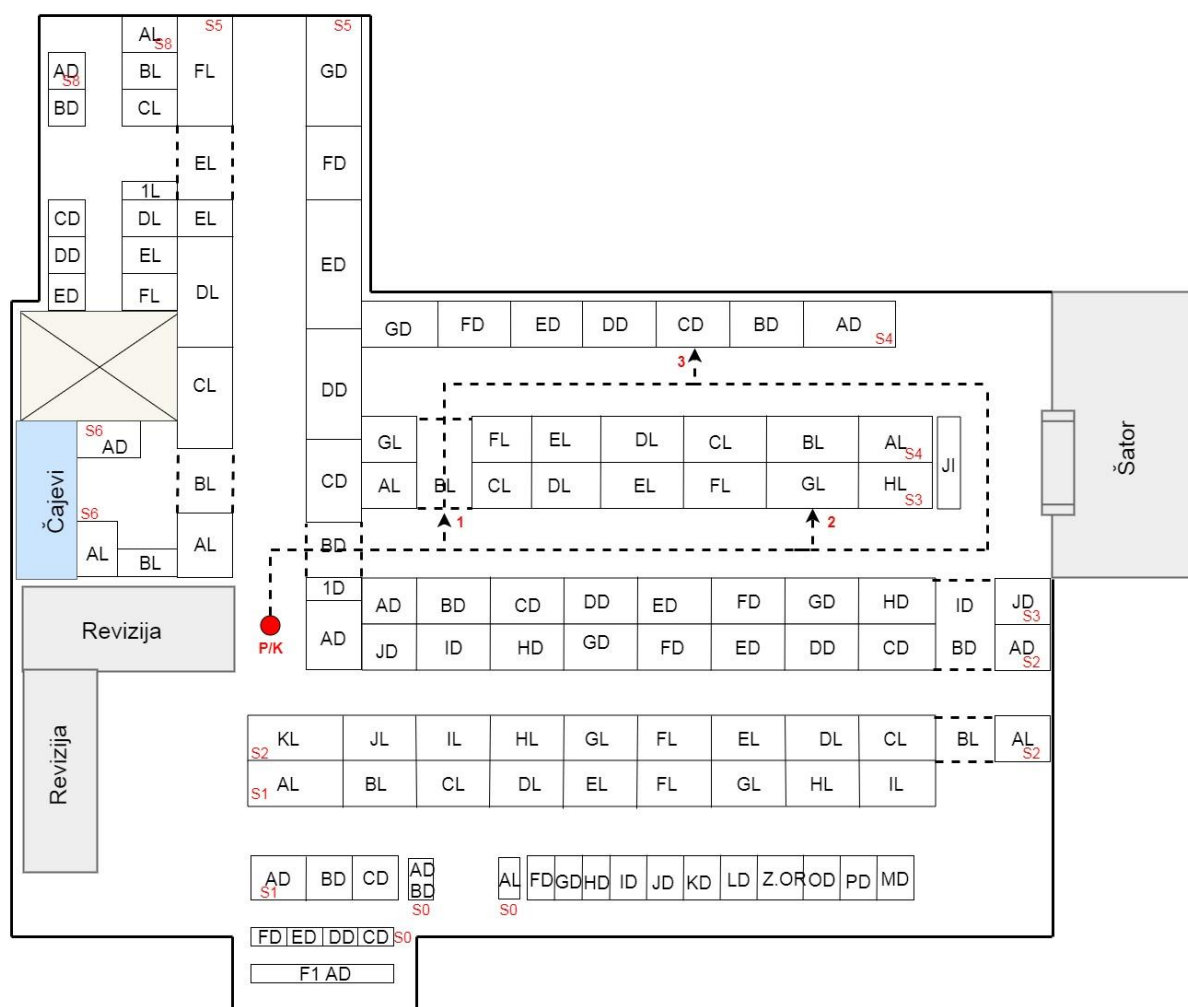 AL S8 S5 S5
AD S8 BL FL GD
BD CL
EL FD
1L
CD DL EL
DD EL ED
ED FL DL
GD FD ED DD CD BD AD S4
3
CL DD
S6 AD GL FL EL DL CL BL AL S4
Čajevi BL CD AL BL CL DL EL FL GL HL S3 JI Šator
S6 1 2
AL BL AL BD
1D AD BD CD DD ED FD GD HD ID JD S3
Revizija P/K AD JD ID HD GD FD ED DD CD BD AD S2
Revizija
S2 KL JL IL HL GL FL EL DL CL BL AL S2
S1 AL BL CL DL EL FL GL HL IL
AD S1 BD CD AD BD S0 AL S0 FD GD HD ID JD KD LD Z.OR OD PD MD
FD ED DD CD S0
F1 AD